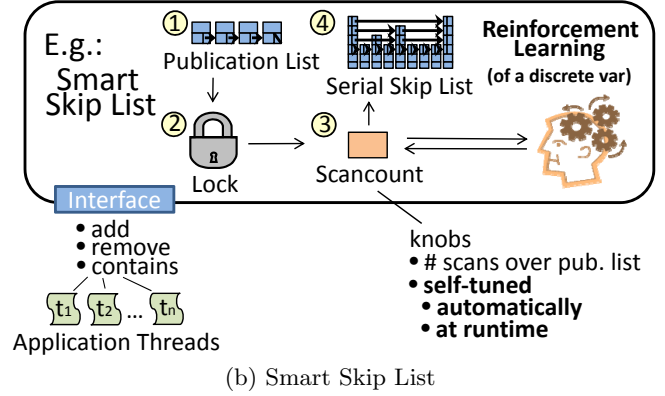 E.g.:
Smart
Skip List
①
Publication List
②
Lock
③
Scancount
④
Serial Skip List
Reinforcement
Learning
(of a discrete var)
Interface
• add
• remove
• contains
t1 t2 ... tn
Application Threads
knobs
• # scans over pub. list
• self-tuned
• automatically
• at runtime
(b) Smart Skip List